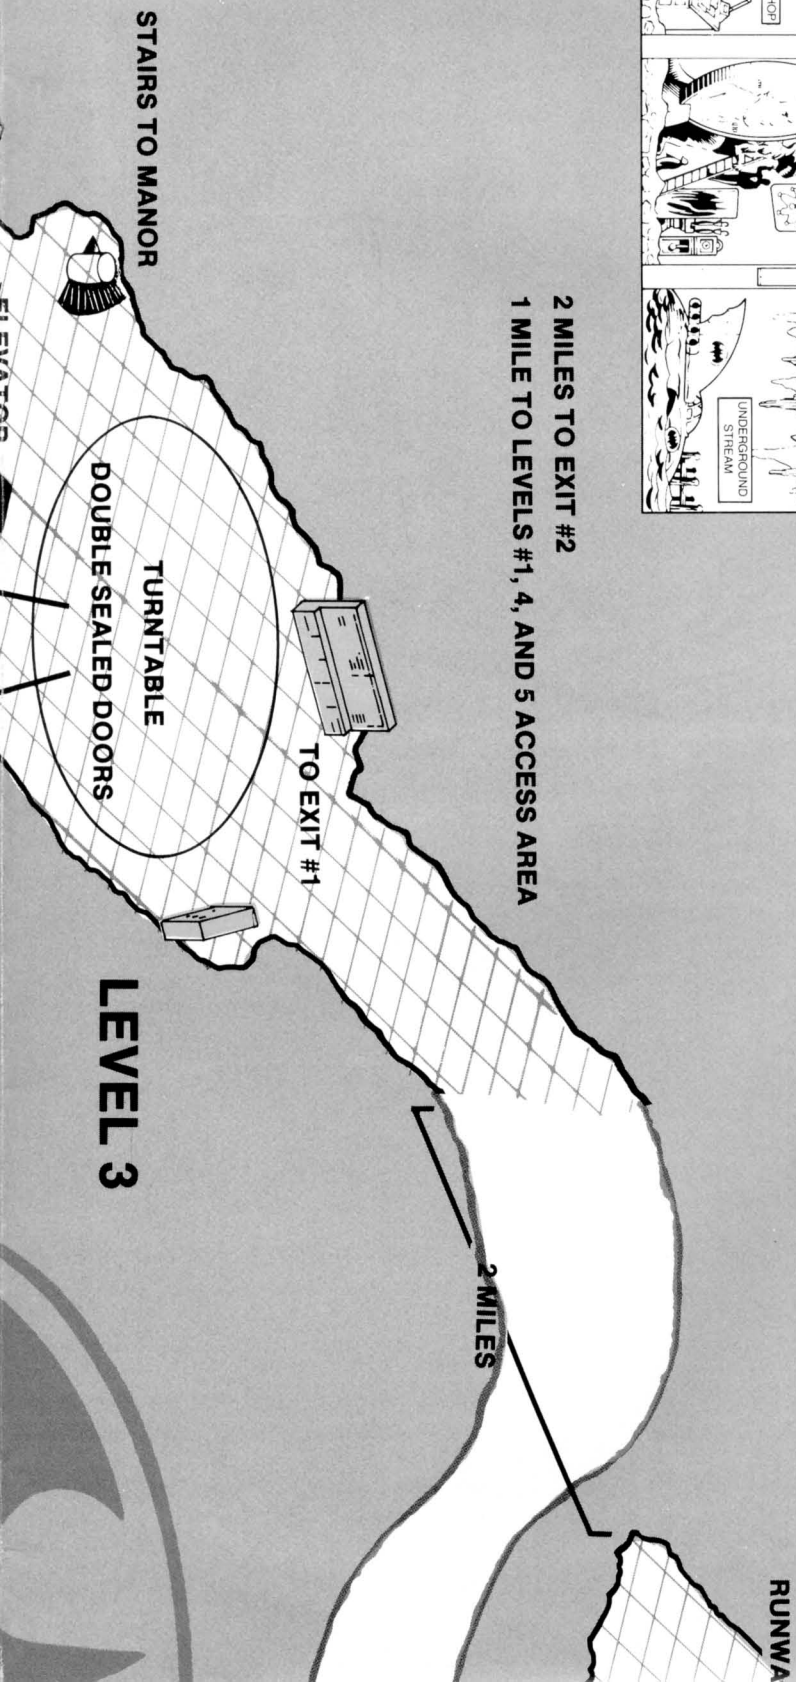 UNDERGROUND
STREAM
2 MILES TO EXIT #2
1 MILE TO LEVELS #1, 4, AND 5 ACCESS AREA
STAIRS TO MANOR
TO EXIT #1
TURNTABLE
DOUBLE SEALED DOORS
LEVEL 3
2 MILES